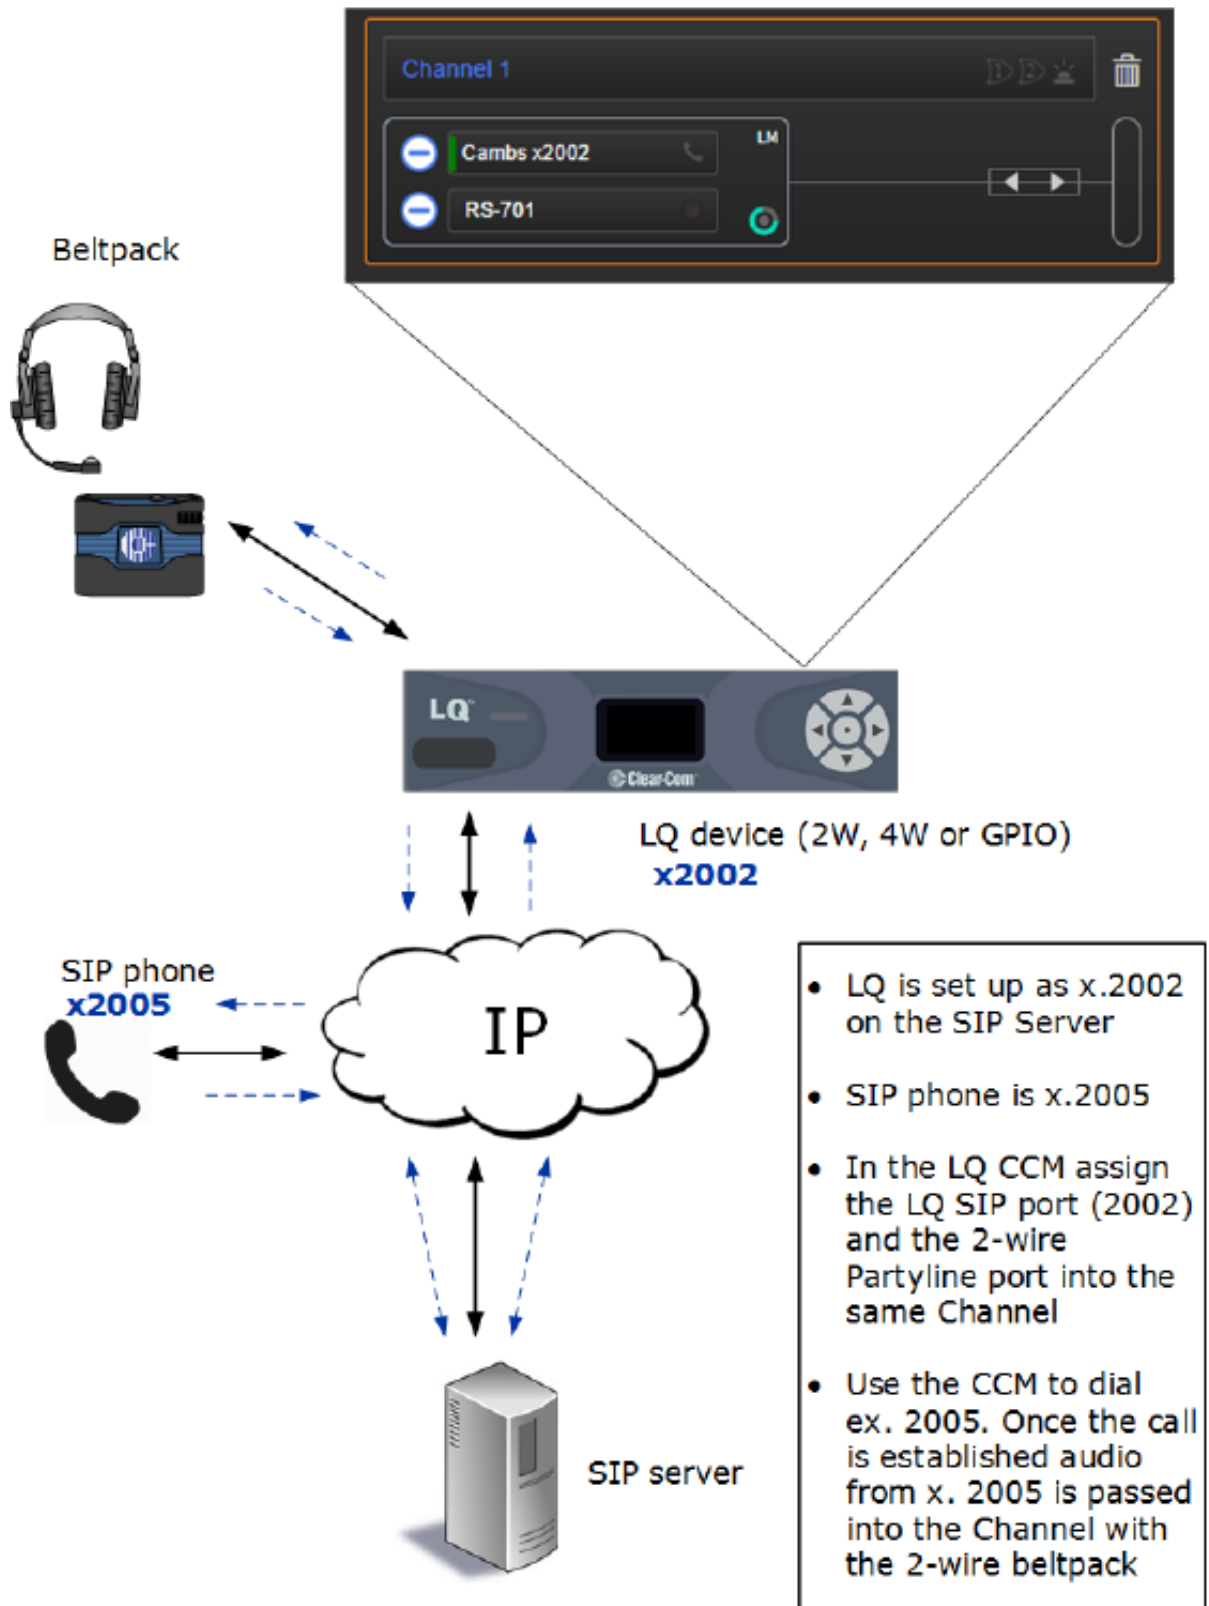 Channel 1
1 2
Cambs x2002
LM
RS-701
Beltpack
LQ™
Clear-Com
LQ device (2W, 4W or GPIO)
x2002
SIP phone
x2005
IP
SIP server
• LQ is set up as x.2002
on the SIP Server
• SIP phone is x.2005
• In the LQ CCM assign
the LQ SIP port (2002)
and the 2-wire
Partyline port into the
same Channel
• Use the CCM to dial
ex. 2005. Once the call
is established audio
from x. 2005 is passed
into the Channel with
the 2-wire beltpack